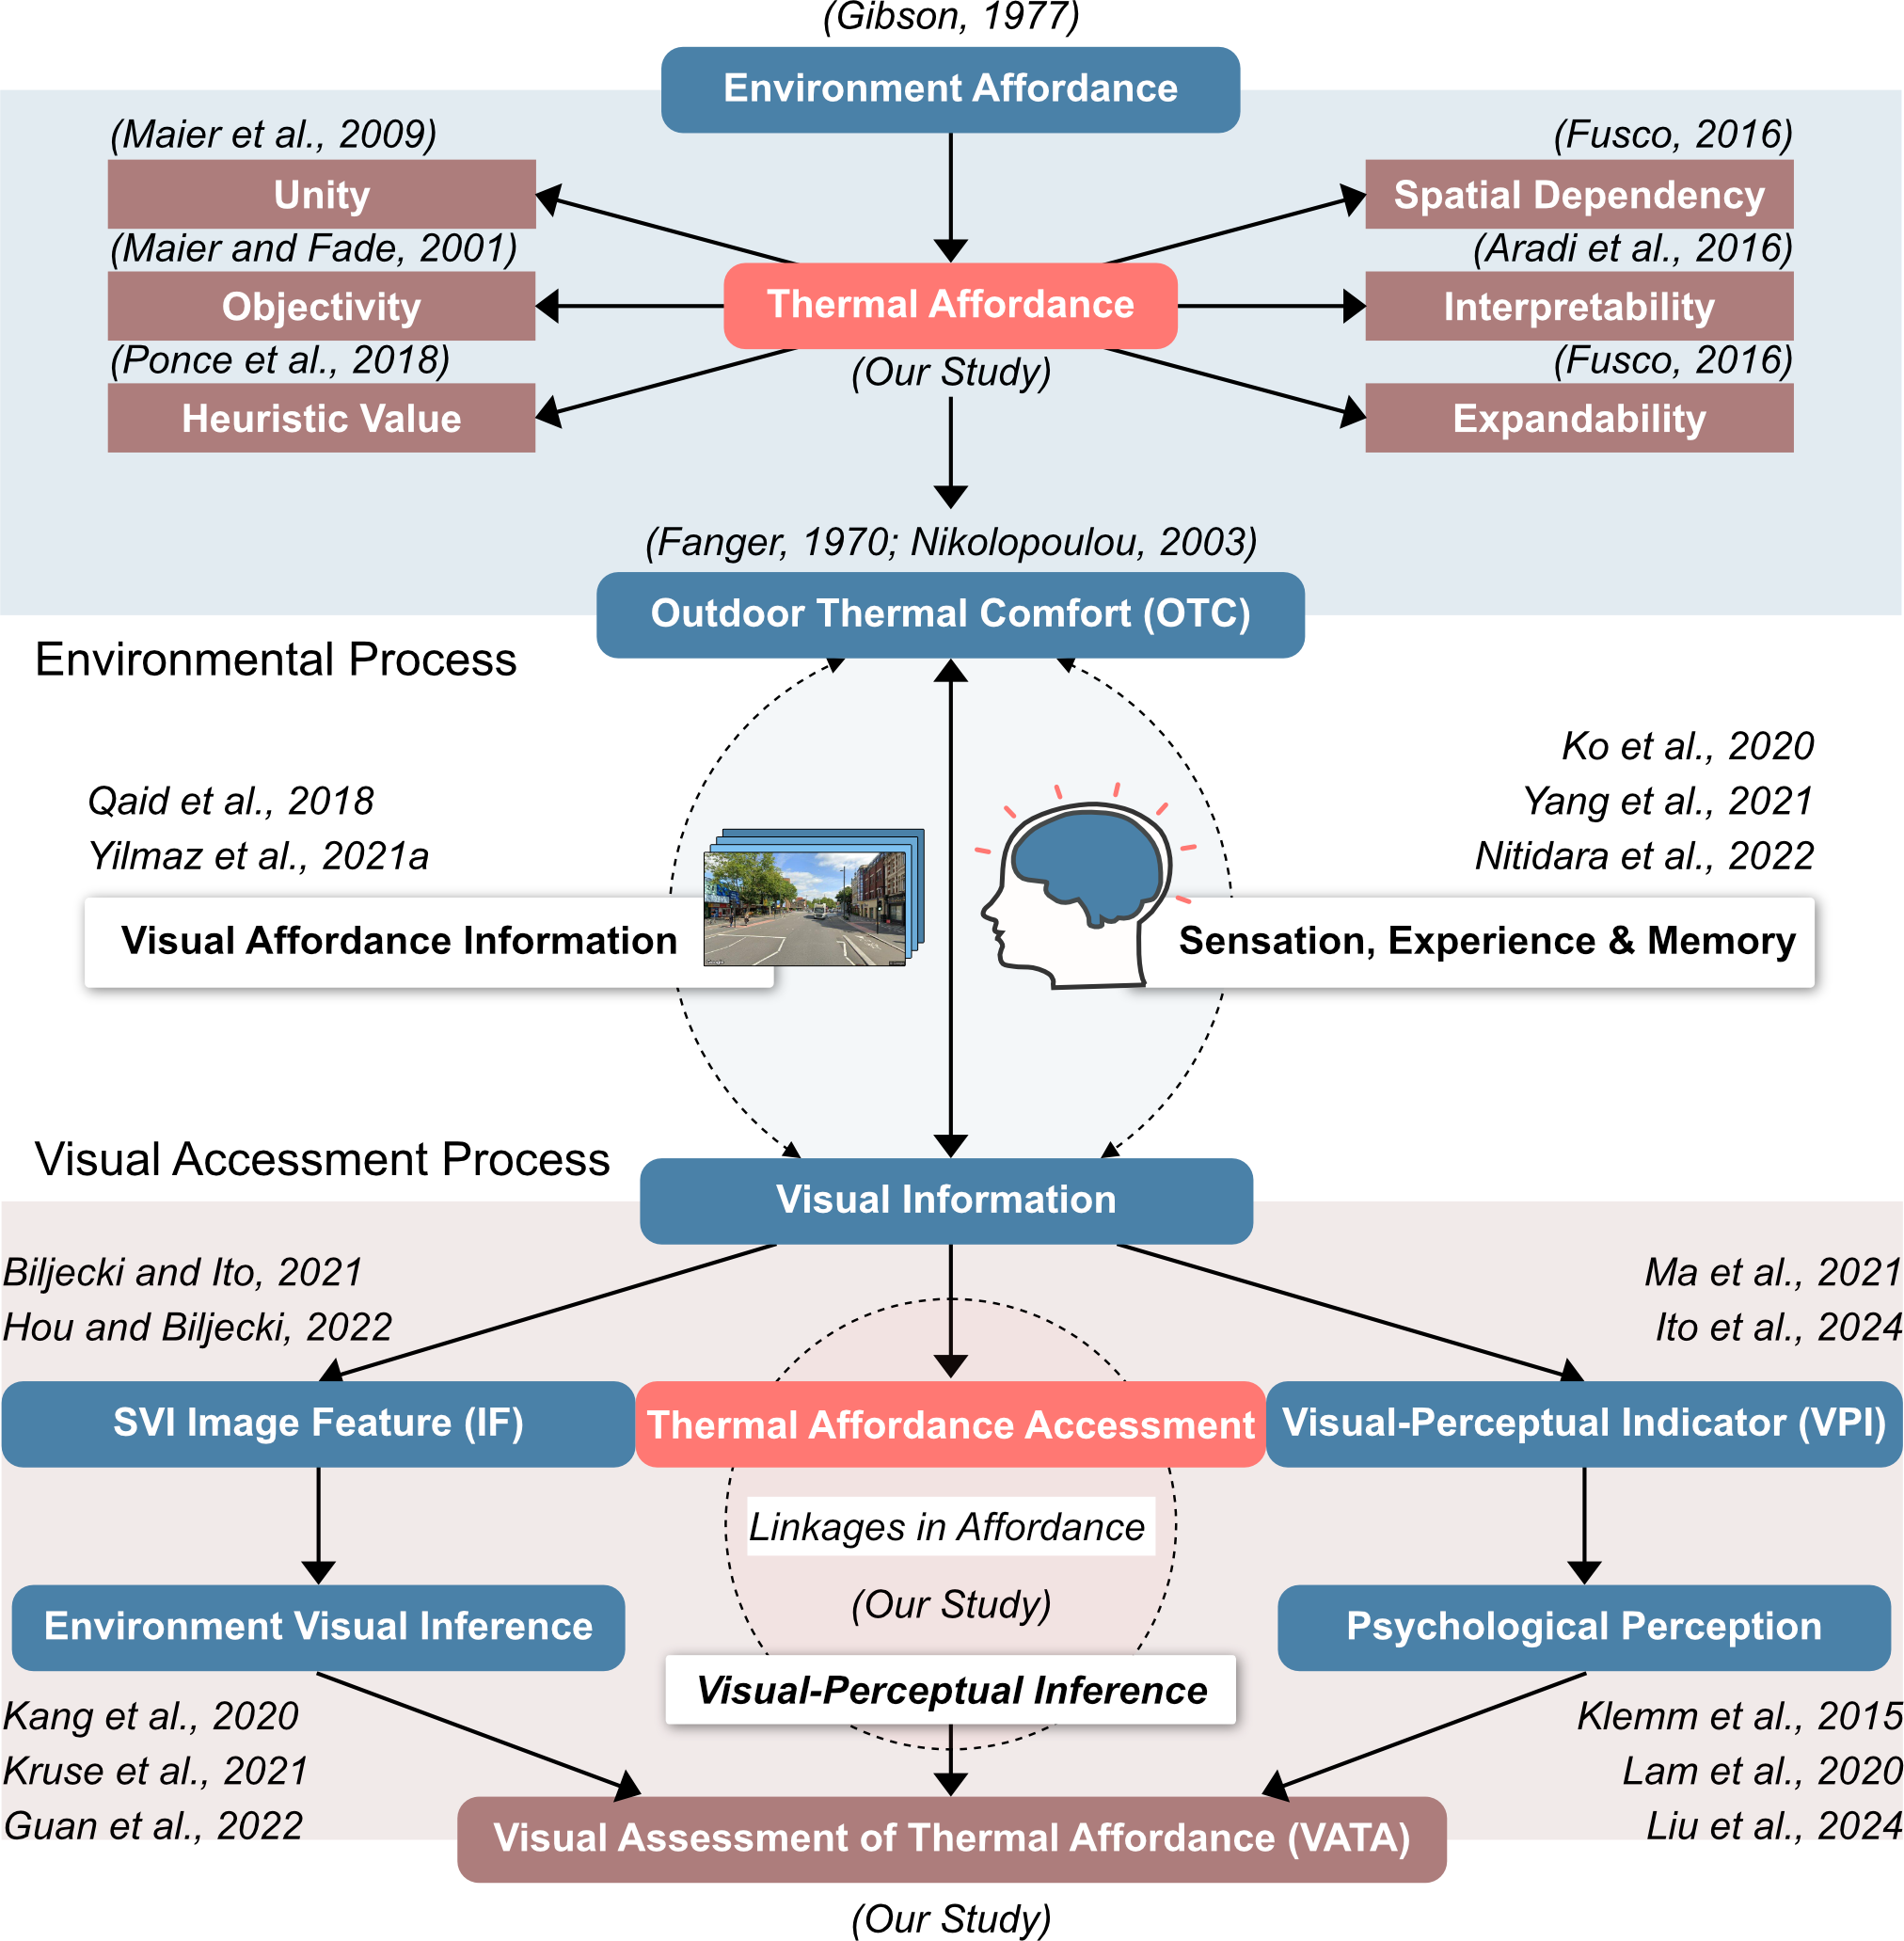 (Gibson, 1977)
Environment Affordance
(Maier et al., 2009)
Unity
(Maier and Fade, 2001)
Objectivity
(Ponce et al., 2018)
Heuristic Value
(Fusco, 2016)
Spatial Dependency
(Aradi et al., 2016)
Interpretability
(Fusco, 2016)
Expandability
Thermal Affordance
(Our Study)
(Fanger, 1970; Nikolopoulou, 2003)
Outdoor Thermal Comfort (OTC)
Environmental Process
Qaid et al., 2018
Yilmaz et al., 2021a
Visual Affordance Information
Ko et al., 2020
Yang et al., 2021
Nitidara et al., 2022
Sensation, Experience & Memory
Visual Accessment Process
Visual Information
Biljecki and Ito, 2021
Hou and Biljecki, 2022
Ma et al., 2021
Ito et al., 2024
SVI Image Feature (IF)
Thermal Affordance Accessment
Visual-Perceptual Indicator (VPI)
Linkages in Affordance
(Our Study)
Environment Visual Inference
Psychological Perception
Visual-Perceptual Inference
Kang et al., 2020
Kruse et al., 2021
Guan et al., 2022
Klemm et al., 2015
Lam et al., 2020
Liu et al., 2024
Visual Assessment of Thermal Affordance (VATA)
(Our Study)